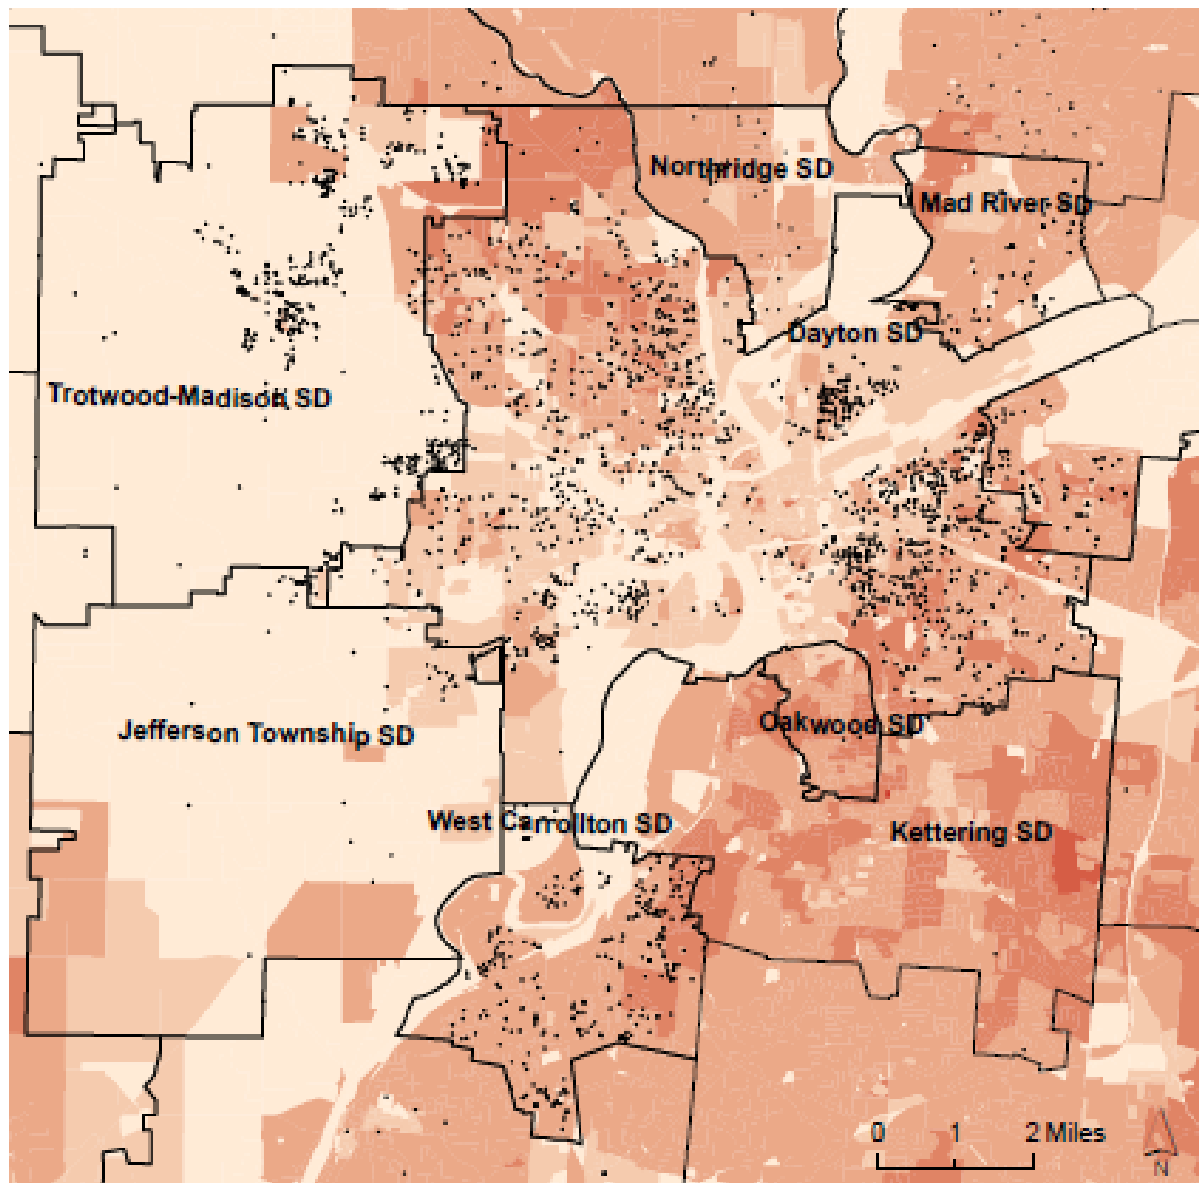 Northridge SD
Mad River SD
Dayton SD
Trotwood-Madison SD
Oakwood SD
Jefferson Township SD
West Carrollton SD
Kettering SD
0 1 2 Miles
N